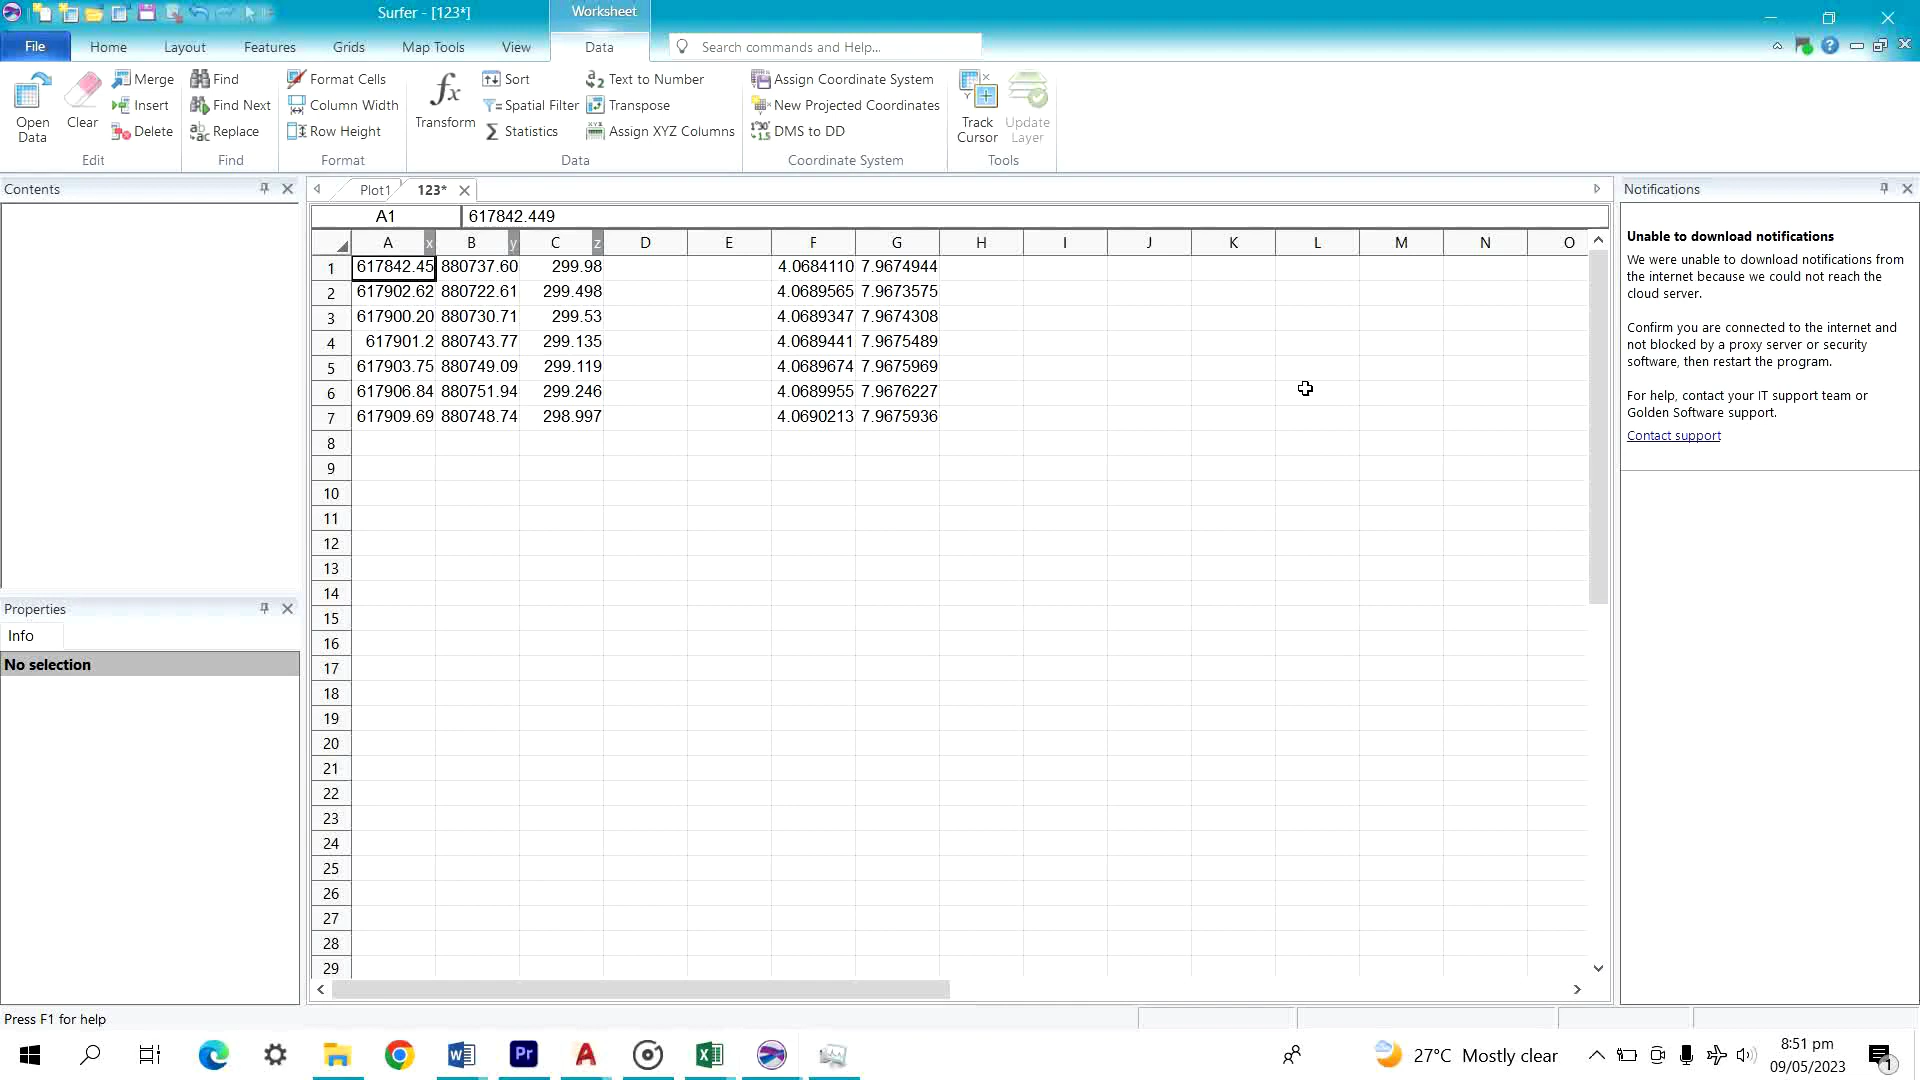 Surfer - [123*]
Worksheet
File
Home
Layout
Features
Grids
Map Tools
View
Data
Search commands and Help...
Open Data
Clear
Merge
Insert
Delete
Edit
Find
Find Next
Replace
Find
Format Cells
Column Width
Row Height
Format
Transform
Sort
Spatial Filter
Statistics
Text to Number
Transpose
Assign XYZ Columns
Data
Assign Coordinate System
New Projected Coordinates
DMS to DD
Coordinate System
Track Cursor
Update Layer
Tools
Contents
Properties
Info
No selection
Plot1
123*
A1
617842.449
A x B y C z D E F G H I J K L M N O
1 617842.45 880737.60 299.98 4.0684110 7.9674944
2 617902.62 880722.61 299.498 4.0689565 7.9673575
3 617900.20 880730.71 299.53 4.0689347 7.9674308
4 617901.2 880743.77 299.135 4.0689441 7.9675489
5 617903.75 880749.09 299.119 4.0689674 7.9675969
6 617906.84 880751.94 299.246 4.0689955 7.9676227
7 617909.69 880748.74 298.997 4.0690213 7.9675936
8
9
10
11
12
13
14
15
16
17
18
19
20
21
22
23
24
25
26
27
28
29
Notifications
Unable to download notifications
We were unable to download notifications from
the internet because we could not reach the
cloud server.
Confirm you are connected to the internet and
not blocked by a proxy server or security
software, then restart the program.
For help, contact your IT support team or
Golden Software support.
Contact support
Press F1 for help
27°C Mostly clear
8:51 pm
09/05/2023
1